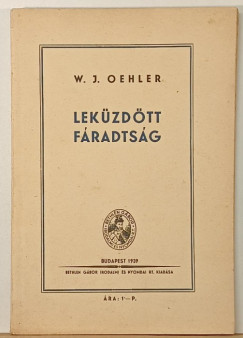 W. J. OEHLER
LEKÜZDÖTT
FÁRADTSÁG
BUDAPEST 1939
BETHLEN GÁBOR IRODALMI ÉS NYOMDAI RT. KIADÁSA
ÁRA: 1'— P.